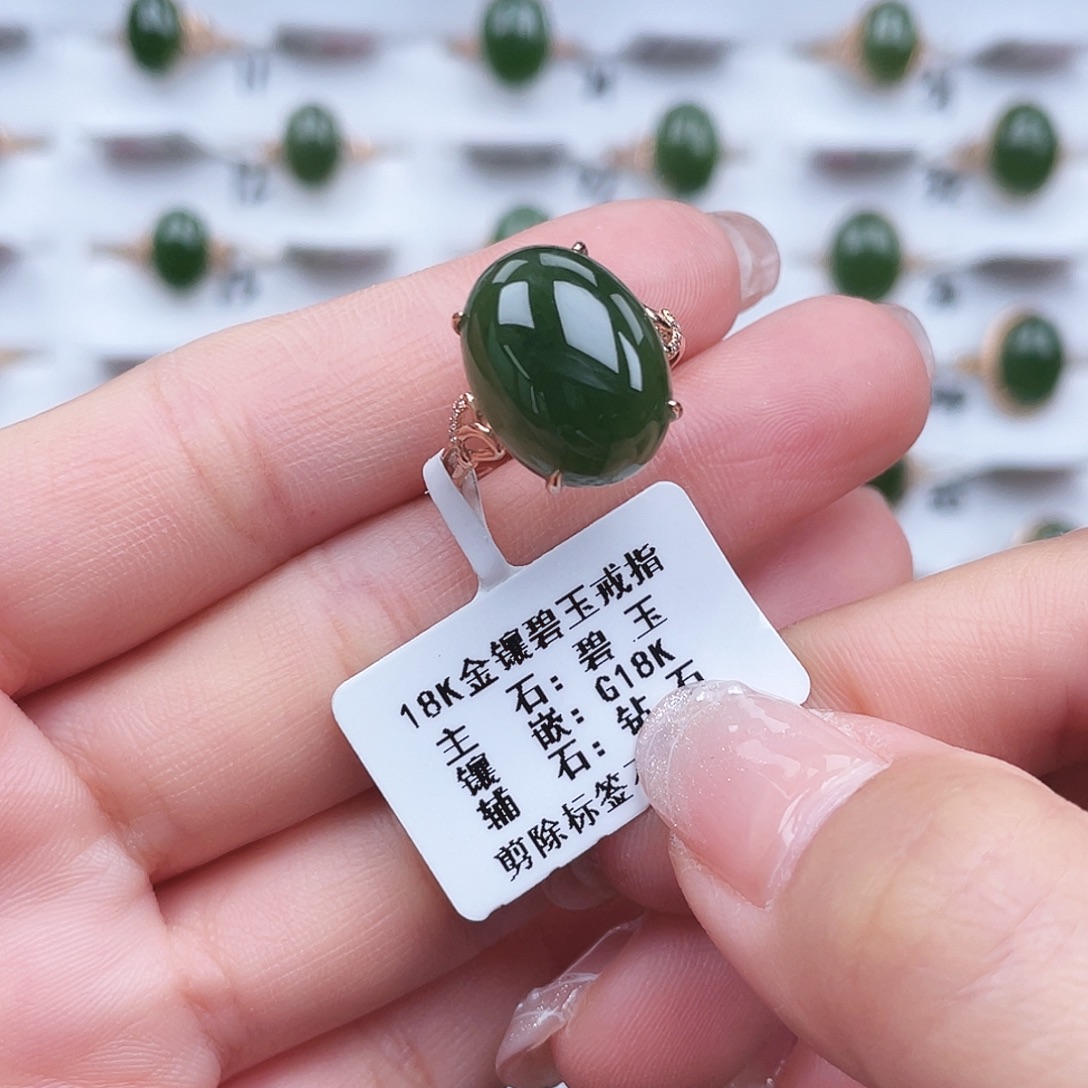 18K金镶碧玉戒指
主 石: 碧 玉
镶 嵌: G18K
辅 石: 钻 石
剪除标签